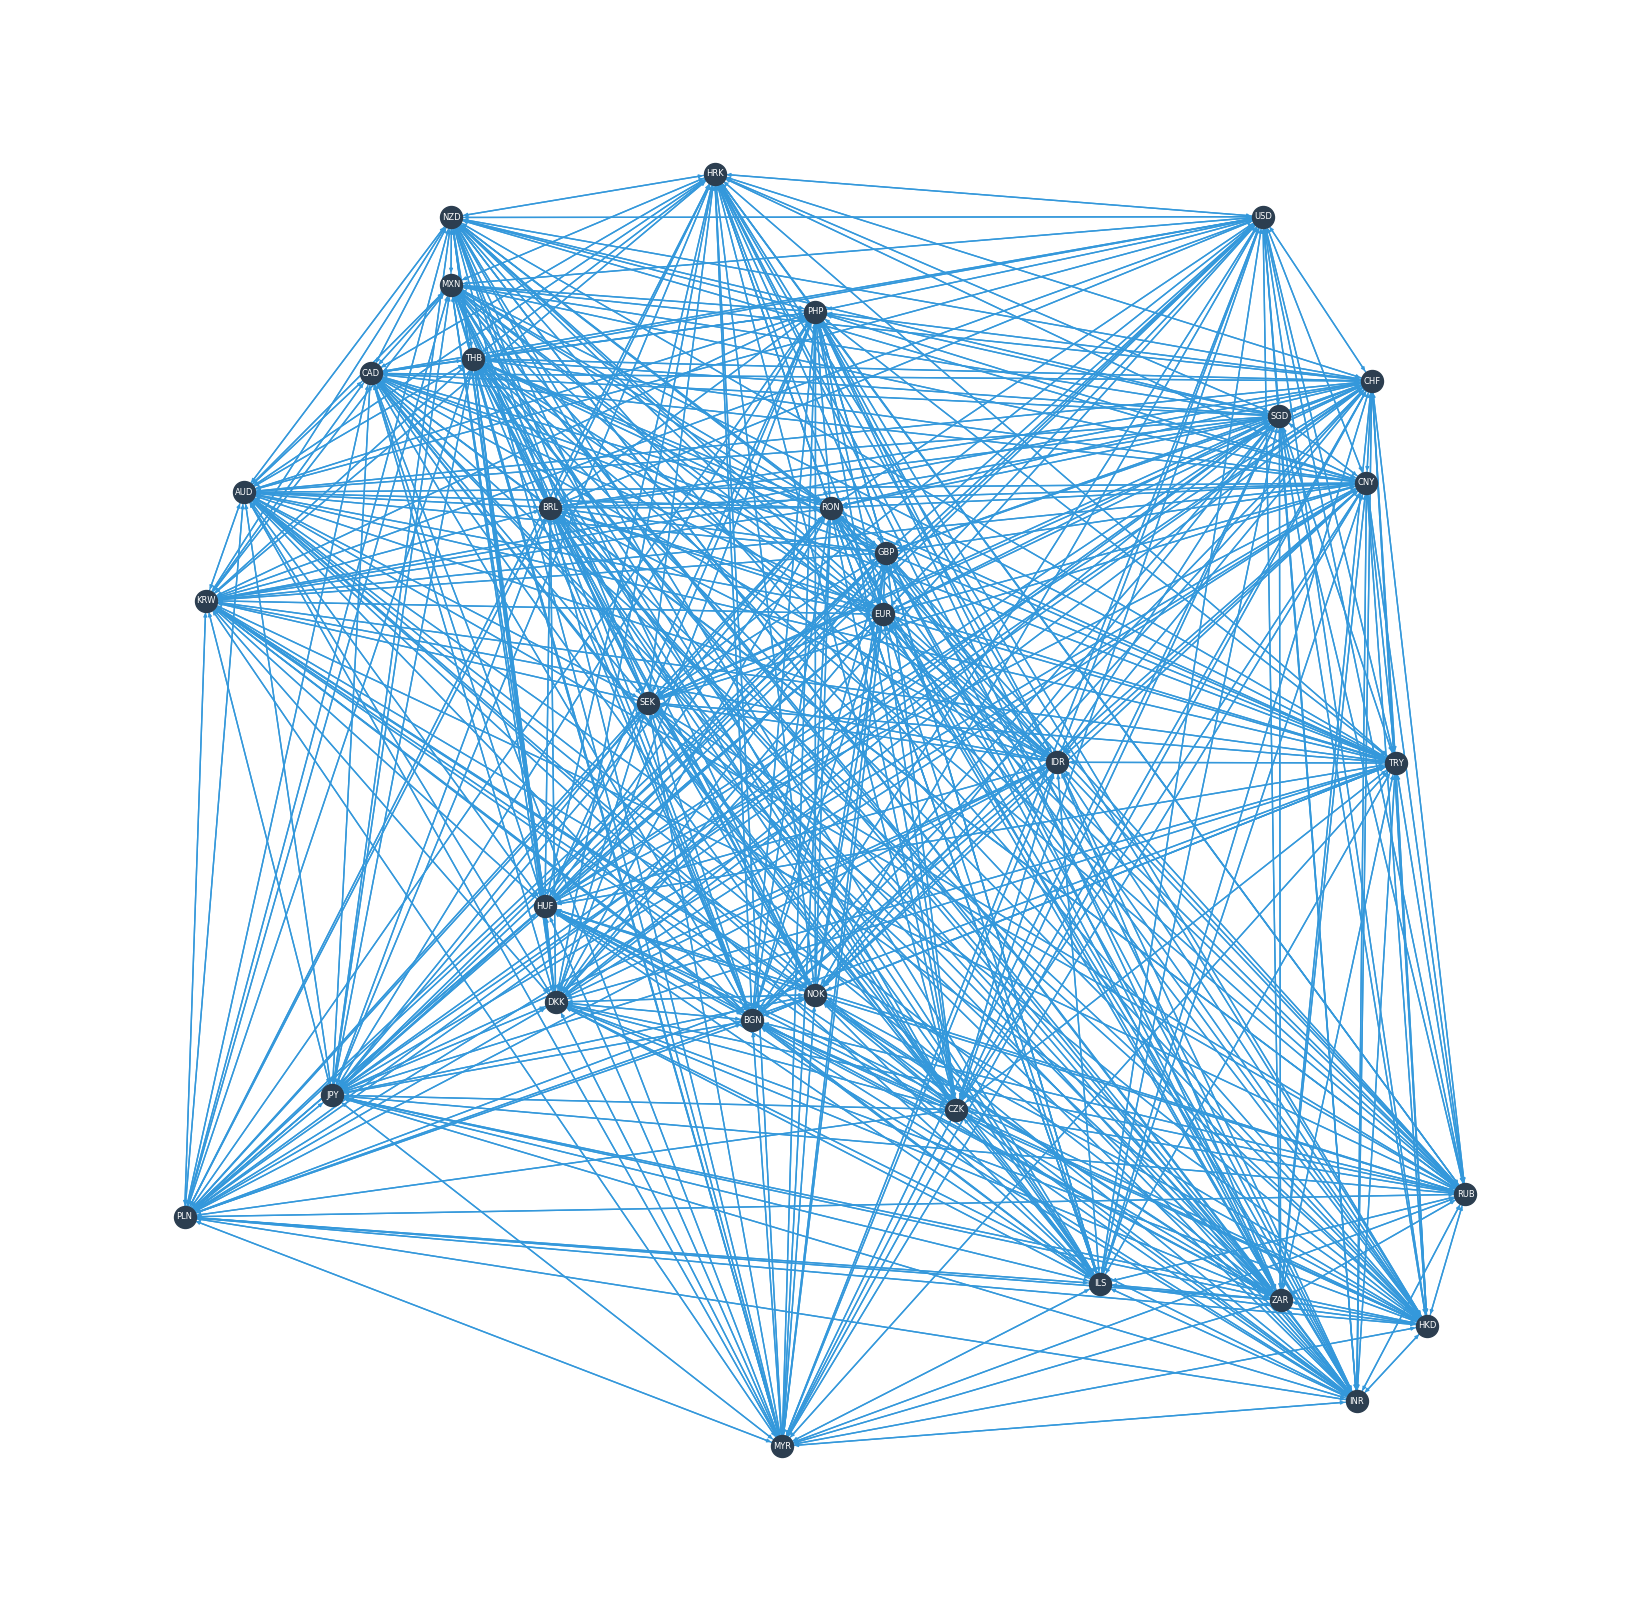 HRK
NZD
USD
MXN
PHP
THB
CAD
CHF
SGD
CNY
AUD
BRL
RON
GBP
KRW
EUR
SEK
IDR
TRY
HUF
NOK
DKK
BGN
JPY
CZK
RUB
PLN
ILS
ZAR
HKD
INR
MYR